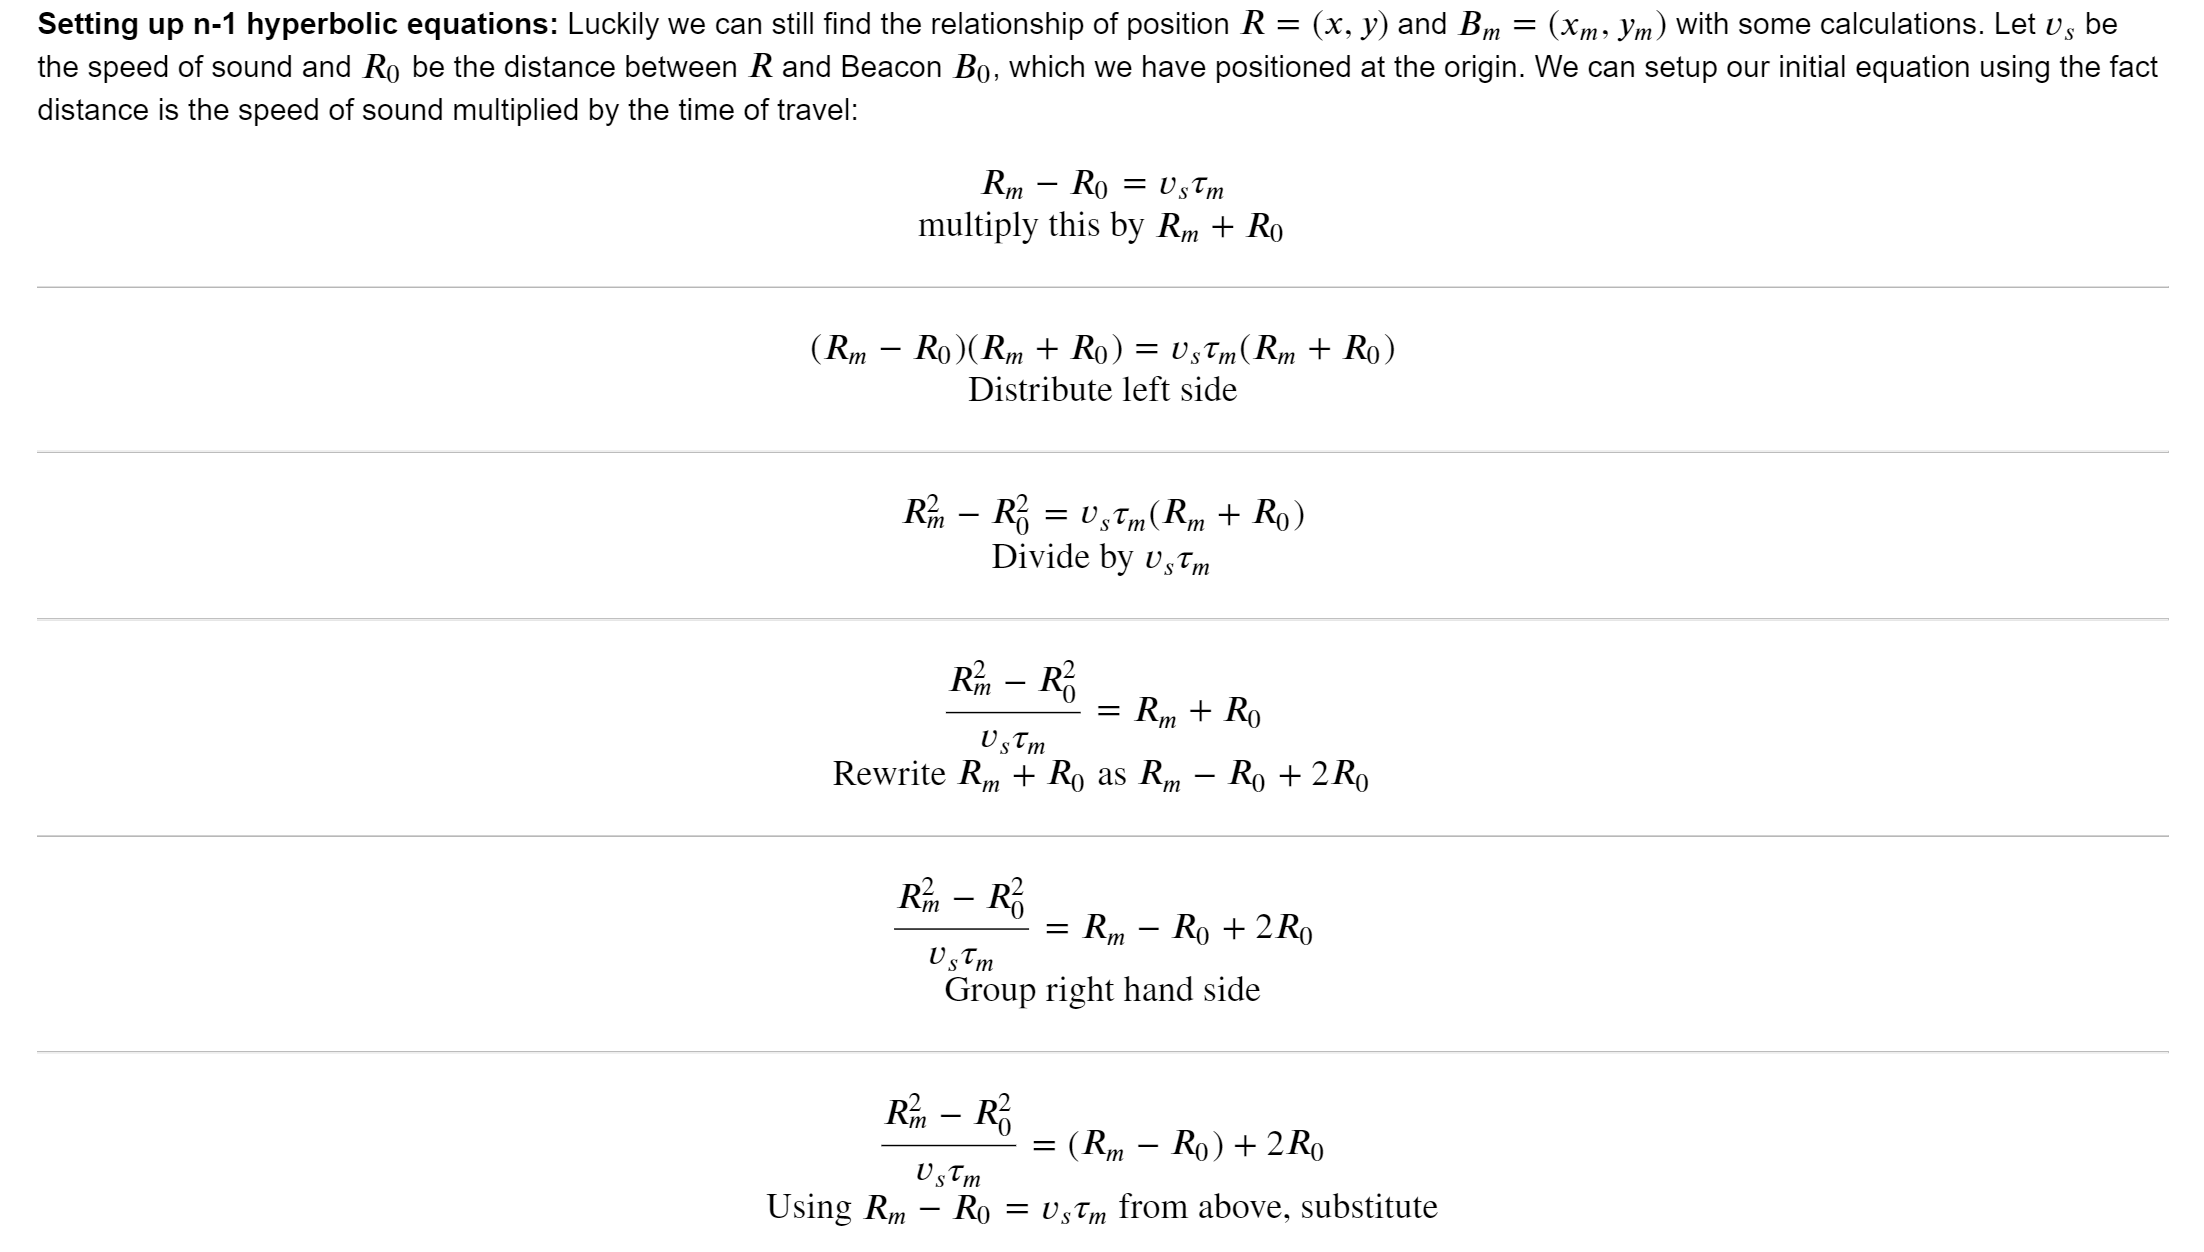 Setting up n-1 hyperbolic equations: Luckily we can still find the relationship of position $R = (x, y)$ and $B_m = (x_m, y_m)$ with some calculations. Let $v_s$ be
the speed of sound and $R_0$ be the distance between $R$ and Beacon $B_0$, which we have positioned at the origin. We can setup our initial equation using the fact
distance is the speed of sound multiplied by the time of travel:
$R_m - R_0 = v_s\tau_m$
multiply this by $R_m + R_0$
$(R_m - R_0)(R_m + R_0) = v_s\tau_m(R_m + R_0)$
Distribute left side
$R_m^2 - R_0^2 = v_s\tau_m(R_m + R_0)$
Divide by $v_s\tau_m$
$\frac{R_m^2 - R_0^2}{v_s\tau_m} = R_m + R_0$
Rewrite $R_m + R_0$ as $R_m - R_0 + 2R_0$
$\frac{R_m^2 - R_0^2}{v_s\tau_m} = R_m - R_0 + 2R_0$
Group right hand side
$\frac{R_m^2 - R_0^2}{v_s\tau_m} = (R_m - R_0) + 2R_0$
Using $R_m - R_0 = v_s\tau_m$ from above, substitute